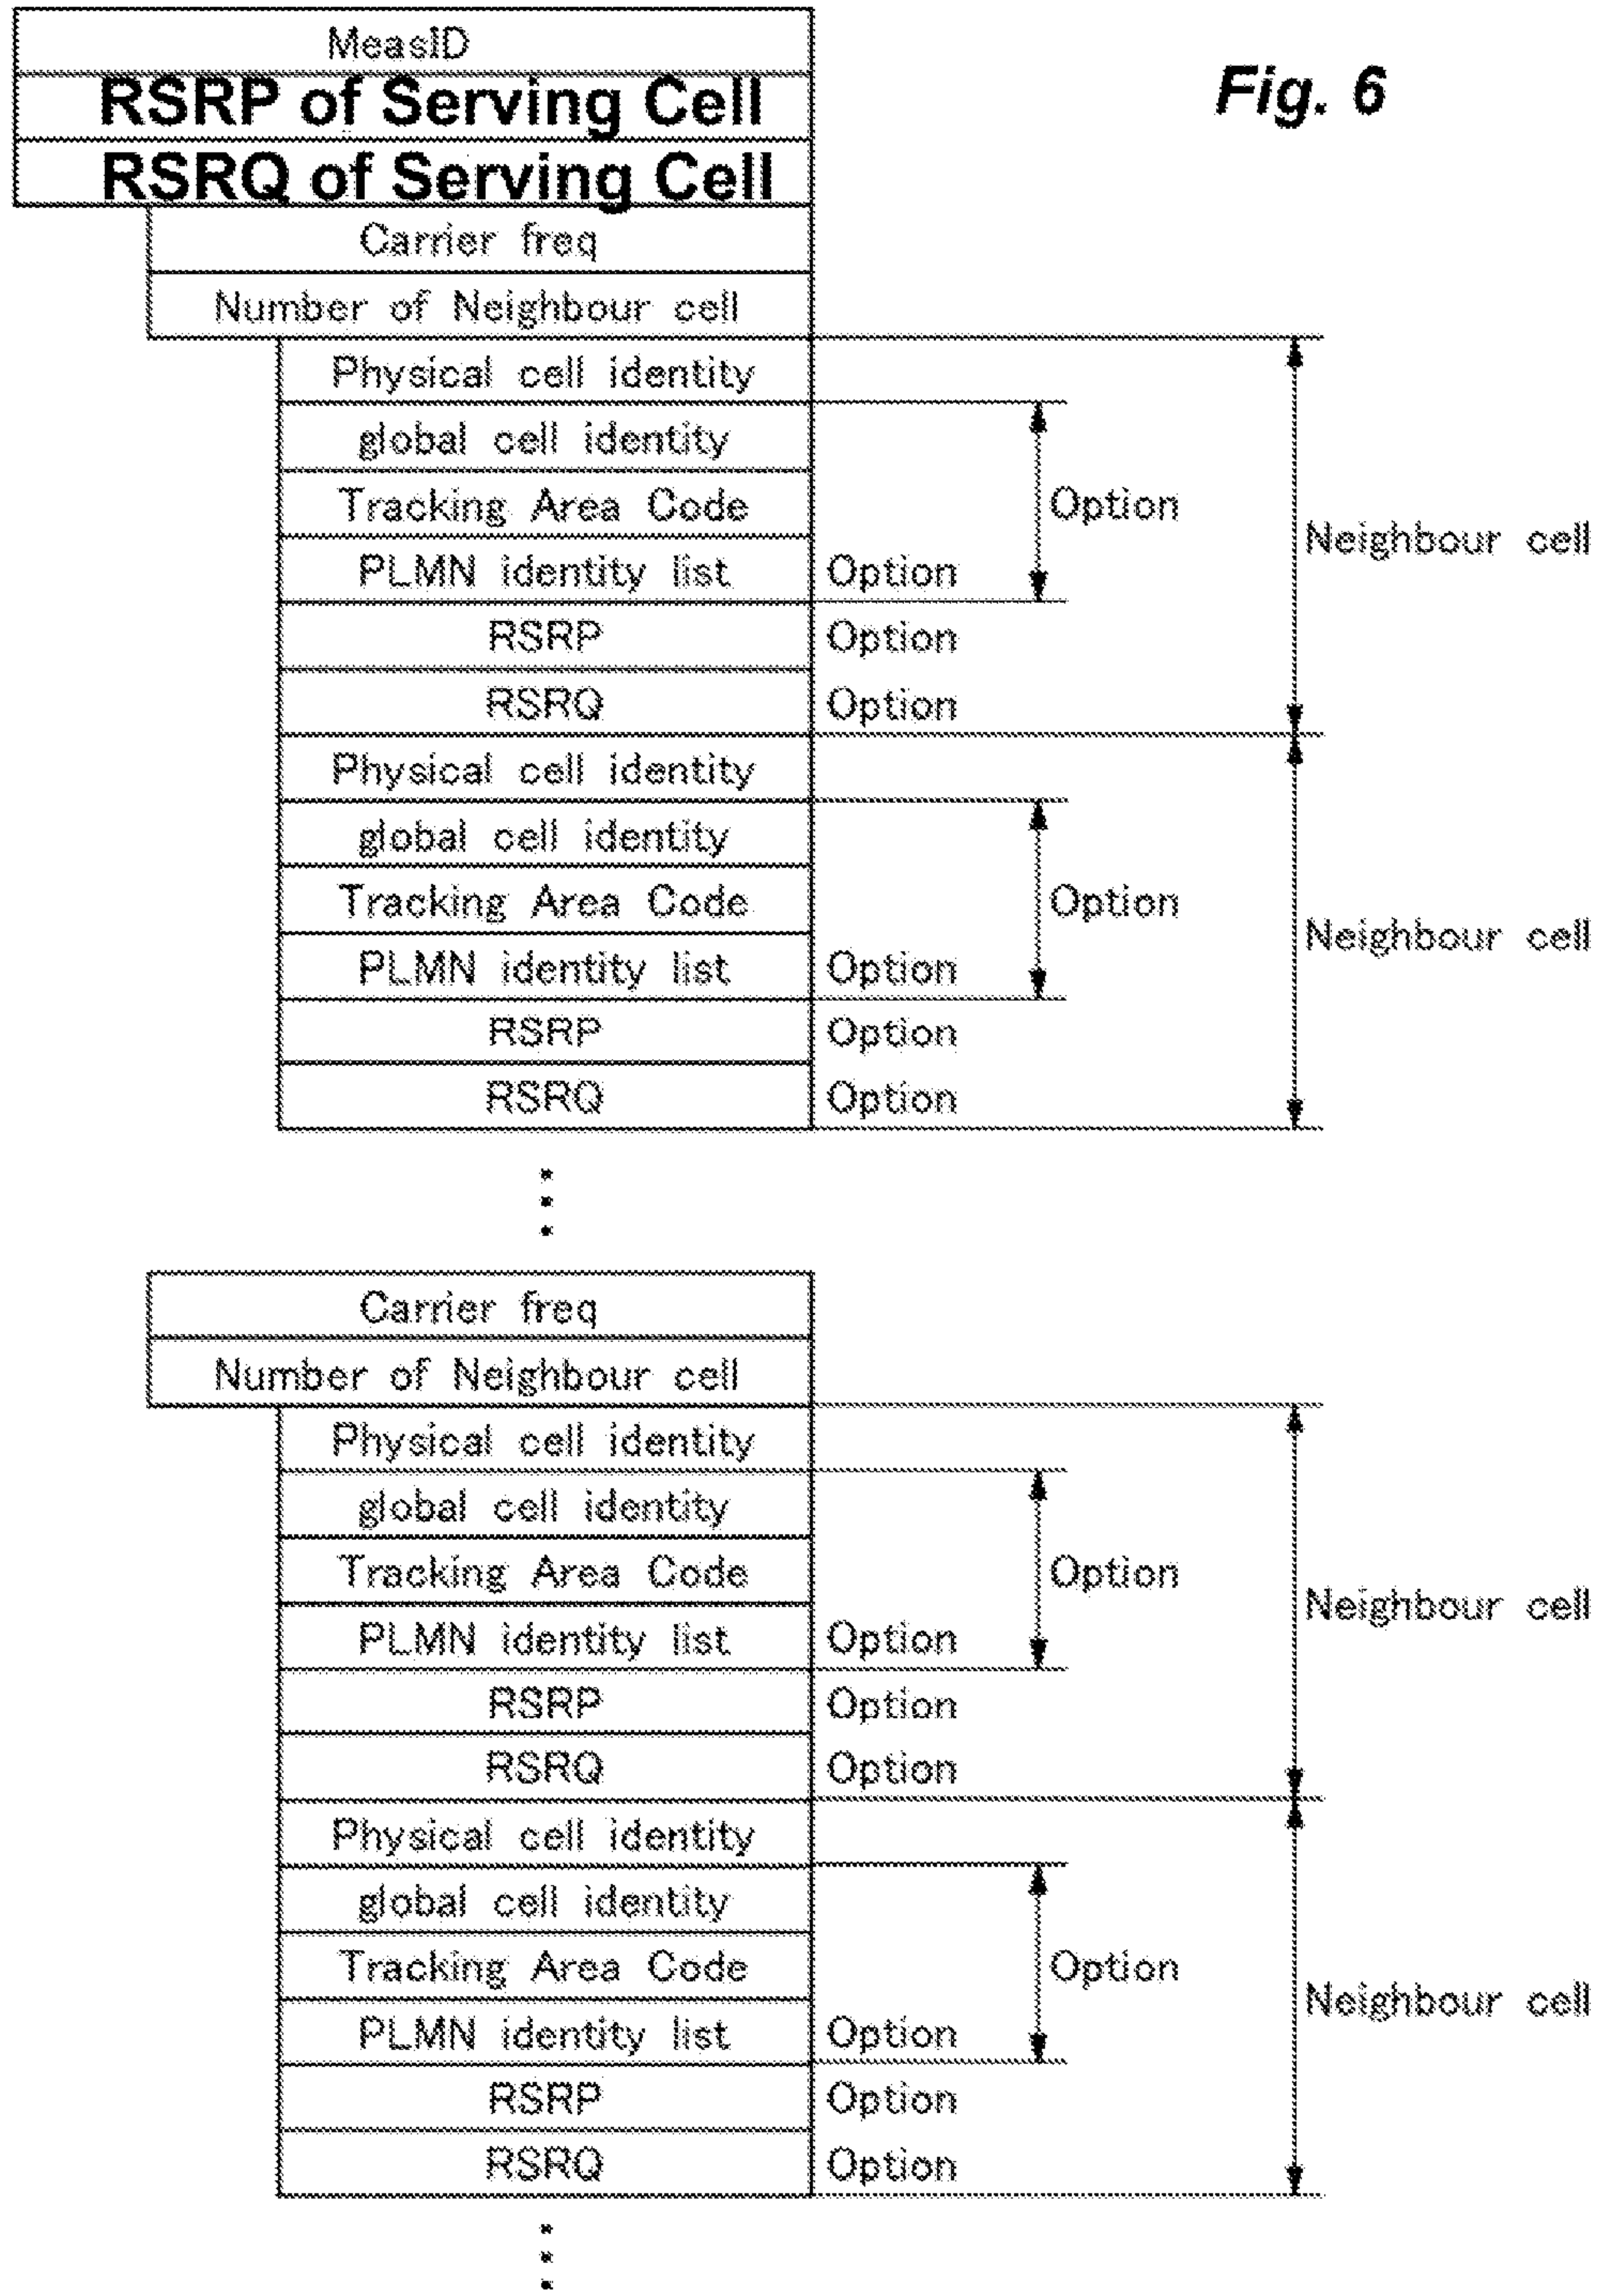 MeasID
Fig. 6
RSRP of Serving Cell
RSRQ of Serving Cell
Carrier freq
Number of Neighbour cell
Physical cell identity
global cell identity
Tracking Area Code
Option
Neighbour cell
PLMN identity list Option
RSRP Option
RSRQ Option
Physical cell identity
global cell identity
Tracking Area Code
Option
Neighbour cell
PLMN identity list Option
RSRP Option
RSRQ Option
Carrier freq
Number of Neighbour cell
Physical cell identity
global cell identity
Tracking Area Code
Option
Neighbour cell
PLMN identity list Option
RSRP Option
RSRQ Option
Physical cell identity
global cell identity
Tracking Area Code
Option
Neighbour cell
PLMN identity list Option
RSRP Option
RSRQ Option